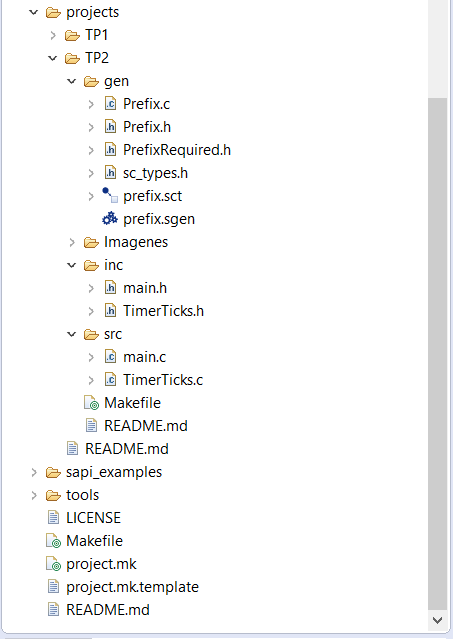 projects
TP1
TP2
gen
Prefix.c
Prefix.h
PrefixRequired.h
sc_types.h
prefix.sct
prefix.sgen
Imagenes
inc
main.h
TimerTicks.h
src
main.c
TimerTicks.c
Makefile
README.md
README.md
sapi_examples
tools
LICENSE
Makefile
project.mk
project.mk.template
README.md